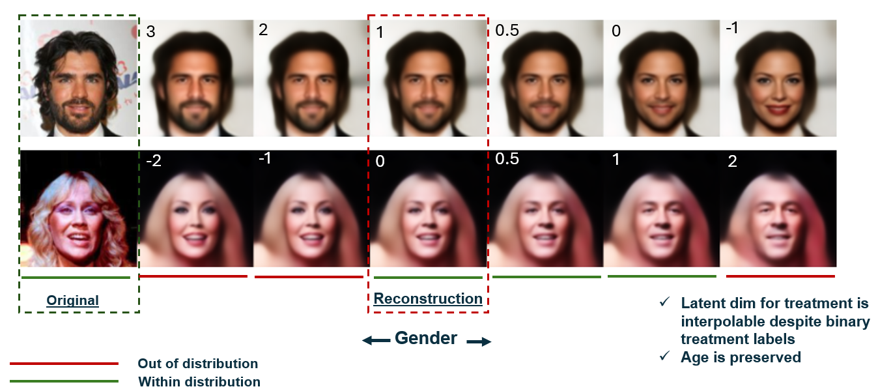 3
2
1
0.5
0
-1
-2
-1
0
0.5
1
2
Original
Reconstruction
Gender
✓ Latent dim for treatment is
interpolable despite binary
treatment labels
✓ Age is preserved
Out of distribution
Within distribution